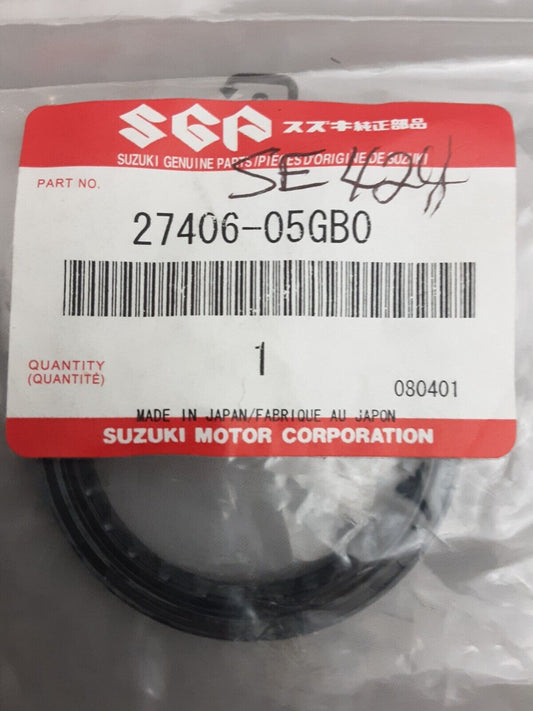 SGP スズキ純正部品
SUZUKI GENUINE PARTS/PIÈCES D'ORIGINE DE SUZUKI
SE 424
PART NO.
27406-05GB0
1
QUANTITY
(QUANTITÉ)
080401
MADE IN JAPAN/FABRIQUE AU JAPON
SUZUKI MOTOR CORPORATION